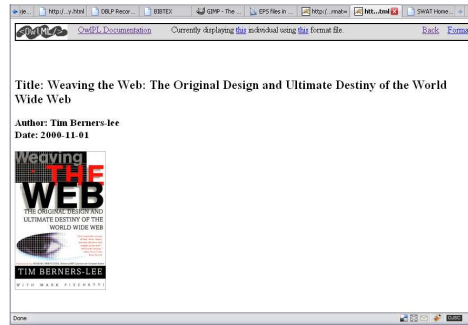 http:/...y.html DBLP Recor... BIBTEX GIMP - The ... EPS files in ... http:/...rmat= htt...tml SWAT Home...
OwlPL Documentation Currently displaying this individual using this format file. Back Forma
Title: Weaving the Web: The Original Design and Ultimate Destiny of the World
Wide Web
Author: Tim Berners-lee
Date: 2000-11-01
Weaving
THE
WEB
THE ORIGINAL DESIGN AND
ULTIMATE DESTINY OF THE
WORLD WIDE WEB
TIM BERNERS-LEE
WITH MARK FISCHETTI
Done